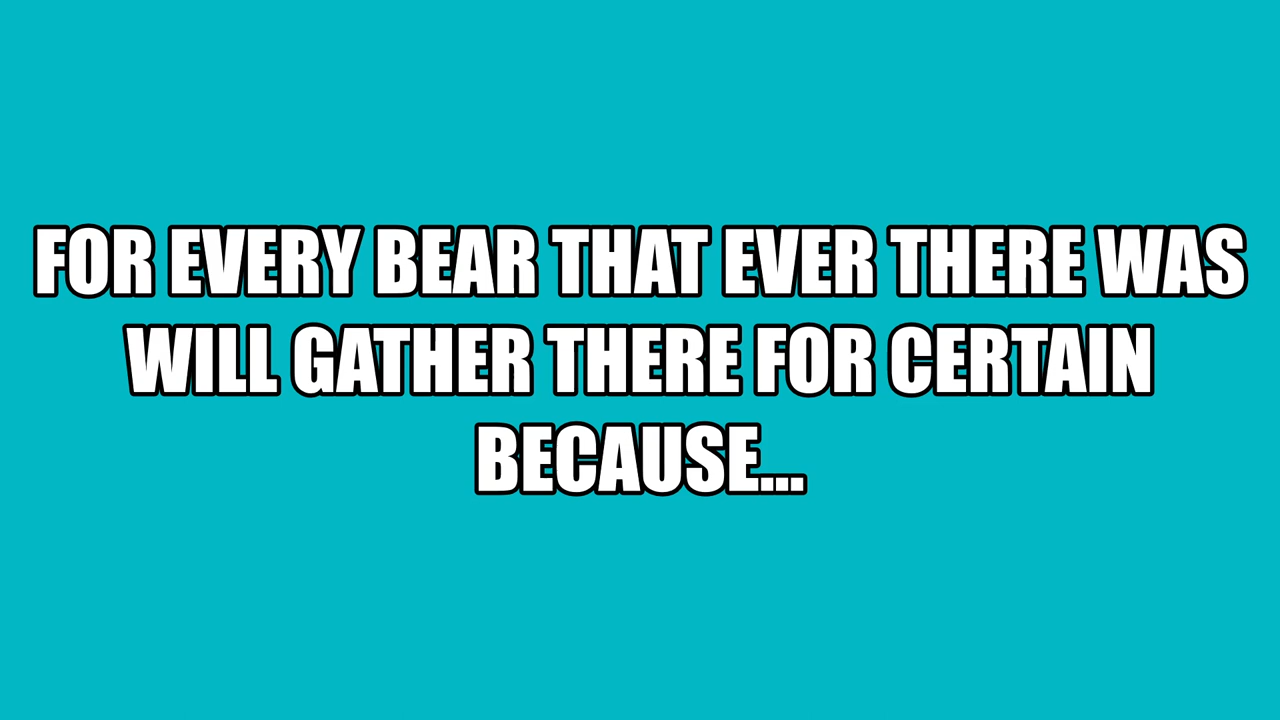 FOR EVERY BEAR THAT EVER THERE WAS
WILL GATHER THERE FOR CERTAIN
BECAUSE...